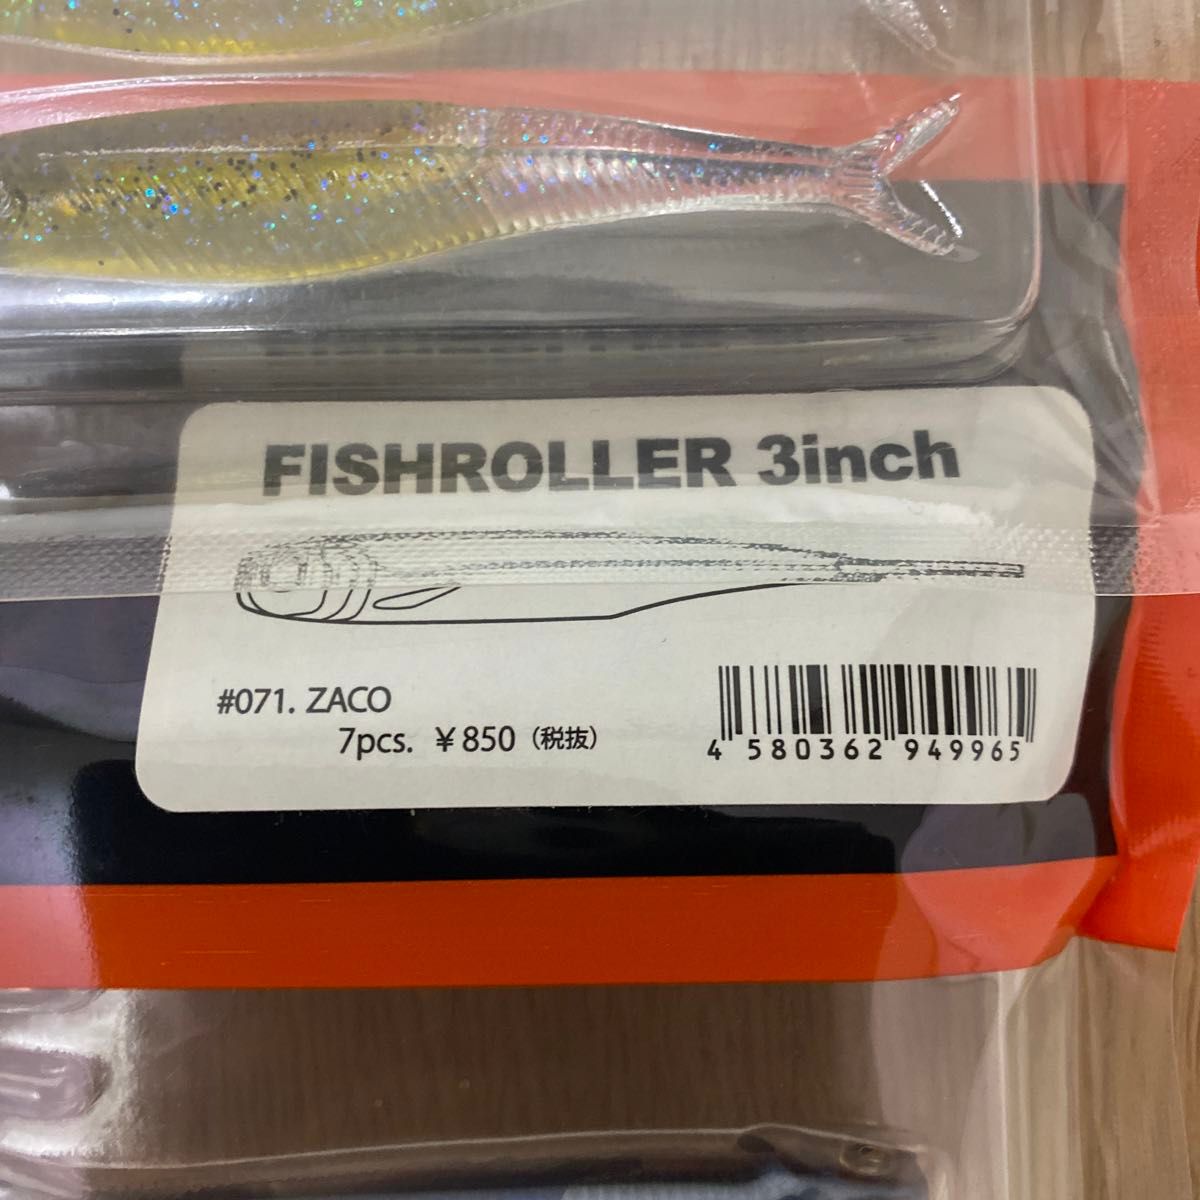 FISHROLLER 3inch
#071. ZACO
7pcs. ￥850（税抜）
4 580362 949965